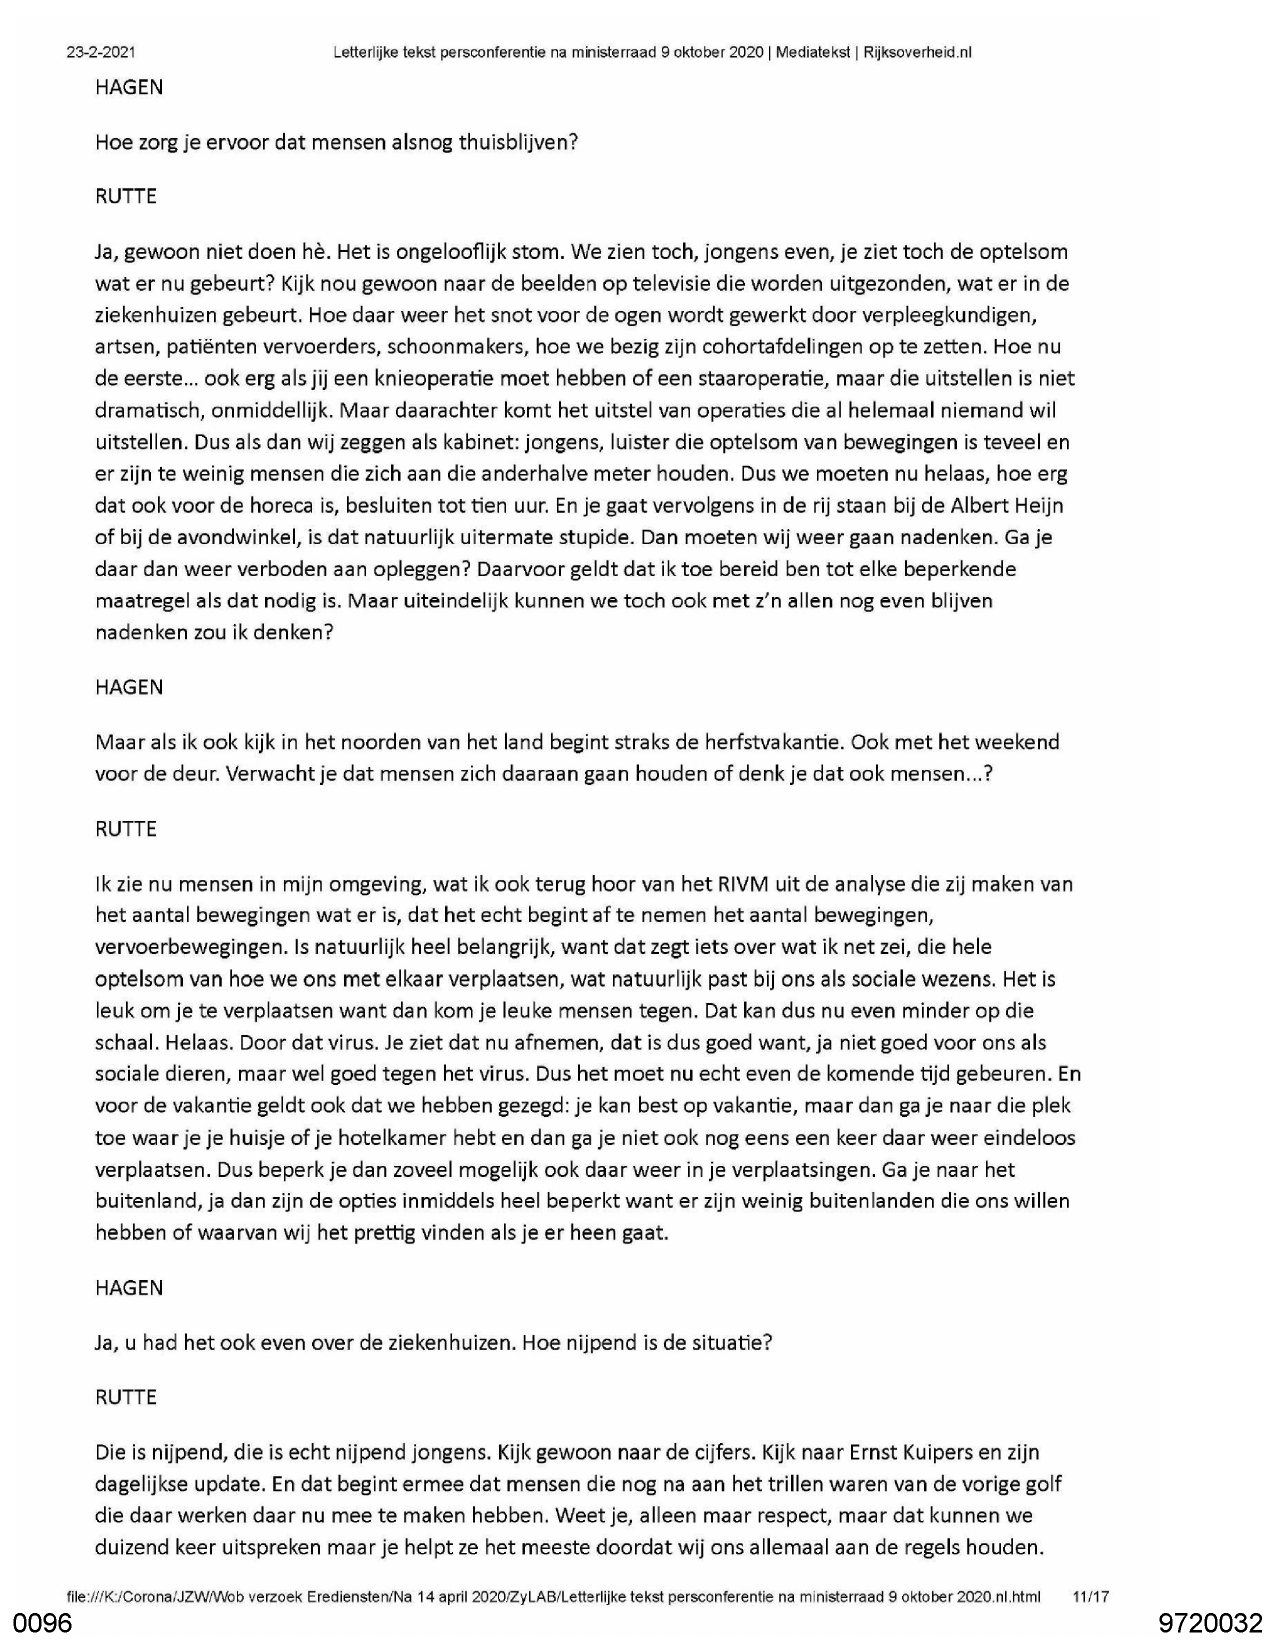 23-2-2021 Letterlijke tekst persconferentie na ministerraad 9 oktober 2020 | Mediatekst | Rijksoverheid.nl
HAGEN
Hoe zorg je ervoor dat mensen alsnog thuisblijven?
RUTTE
Ja, gewoon niet doen hè. Het is ongelooflijk stom. We zien toch, jongens even, je ziet toch de optelsom
wat er nu gebeurt? Kijk nou gewoon naar de beelden op televisie die worden uitgezonden, wat er in de
ziekenhuizen gebeurt. Hoe daar weer het snot voor de ogen wordt gewerkt door verpleegkundigen,
artsen, patiënten vervoerders, schoonmakers, hoe we bezig zijn cohortafdelingen op te zetten. Hoe nu
de eerste... ook erg als jij een knieoperatie moet hebben of een staaroperatie, maar die uitstellen is niet
dramatisch, onmiddellijk. Maar daarachter komt het uitstel van operaties die al helemaal niemand wil
uitstellen. Dus als dan wij zeggen als kabinet: jongens, luister die optelsom van bewegingen is teveel en
er zijn te weinig mensen die zich aan die anderhalve meter houden. Dus we moeten nu helaas, hoe erg
dat ook voor de horeca is, besluiten tot tien uur. En je gaat vervolgens in de rij staan bij de Albert Heijn
of bij de avondwinkel, is dat natuurlijk uitermate stupide. Dan moeten wij weer gaan nadenken. Ga je
daar dan weer verboden aan opleggen? Daarvoor geldt dat ik toe bereid ben tot elke beperkende
maatregel als dat nodig is. Maar uiteindelijk kunnen we toch ook met z'n allen nog even blijven
nadenken zou ik denken?
HAGEN
Maar als ik ook kijk in het noorden van het land begint straks de herfstvakantie. Ook met het weekend
voor de deur. Verwacht je dat mensen zich daaraan gaan houden of denk je dat ook mensen...?
RUTTE
Ik zie nu mensen in mijn omgeving, wat ik ook terug hoor van het RIVM uit de analyse die zij maken van
het aantal bewegingen wat er is, dat het echt begint af te nemen het aantal bewegingen,
vervoerbewegingen. Is natuurlijk heel belangrijk, want dat zegt iets over wat ik net zei, die hele
optelsom van hoe we ons met elkaar verplaatsen, wat natuurlijk past bij ons als sociale wezens. Het is
leuk om je te verplaatsen want dan kom je leuke mensen tegen. Dat kan dus nu even minder op die
schaal. Helaas. Door dat virus. Je ziet dat nu afnemen, dat is dus goed want, ja niet goed voor ons als
sociale dieren, maar wel goed tegen het virus. Dus het moet nu echt even de komende tijd gebeuren. En
voor de vakantie geldt ook dat we hebben gezegd: je kan best op vakantie, maar dan ga je naar die plek
toe waar je je huisje of je hotelkamer hebt en dan ga je niet ook nog eens een keer daar weer eindeloos
verplaatsen. Dus beperk je dan zoveel mogelijk ook daar weer in je verplaatsingen. Ga je naar het
buitenland, ja dan zijn de opties inmiddels heel beperkt want er zijn weinig buitenlanden die ons willen
hebben of waarvan wij het prettig vinden als je er heen gaat.
HAGEN
Ja, u had het ook even over de ziekenhuizen. Hoe nijpend is de situatie?
RUTTE
Die is nijpend, die is echt nijpend jongens. Kijk gewoon naar de cijfers. Kijk naar Ernst Kuipers en zijn
dagelijkse update. En dat begint ermee dat mensen die nog na aan het trillen waren van de vorige golf
die daar werken daar nu mee te maken hebben. Weet je, alleen maar respect, maar dat kunnen we
duizend keer uitspreken maar je helpt ze het meeste doordat wij ons allemaal aan de regels houden.
file:///K:/Corona/JZW/Wob verzoek Erediensten/Na 14 april 2020/ZyLAB/Letterlijke tekst persconferentie na ministerraad 9 oktober 2020.nl.html 11/17
0096 9720032